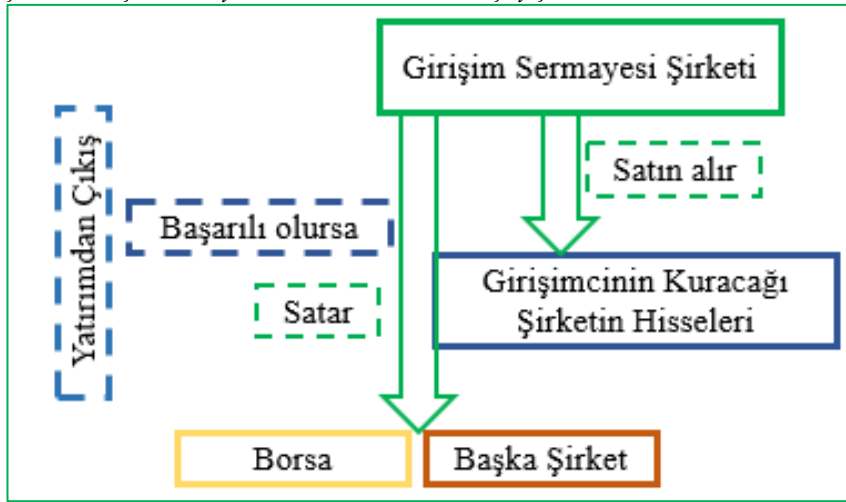 Girişim Sermayesi Şirketi
Satın alır
Yatırımdan Çıkış
Başarılı olursa
Girişimcinin Kuracağı
Şirketin Hisseleri
Satar
Borsa
Başka Şirket